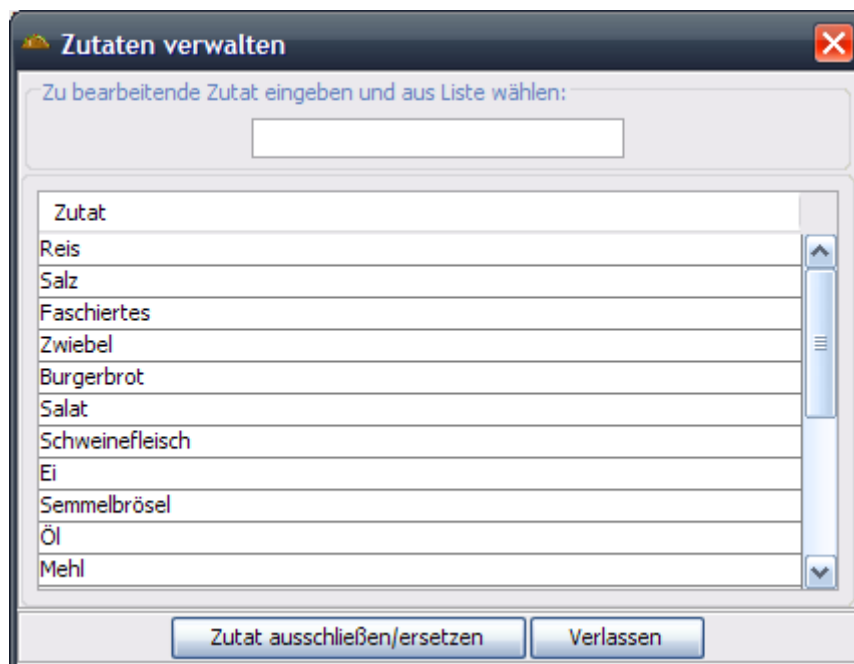 Zutaten verwalten
Zu bearbeitende Zutat eingeben und aus Liste wählen:
Zutat
Reis
Salz
Faschiertes
Zwiebel
Burgerbrot
Salat
Schweinefleisch
Ei
Semmelbrösel
Öl
Mehl
Zutat ausschließen/ersetzen Verlassen